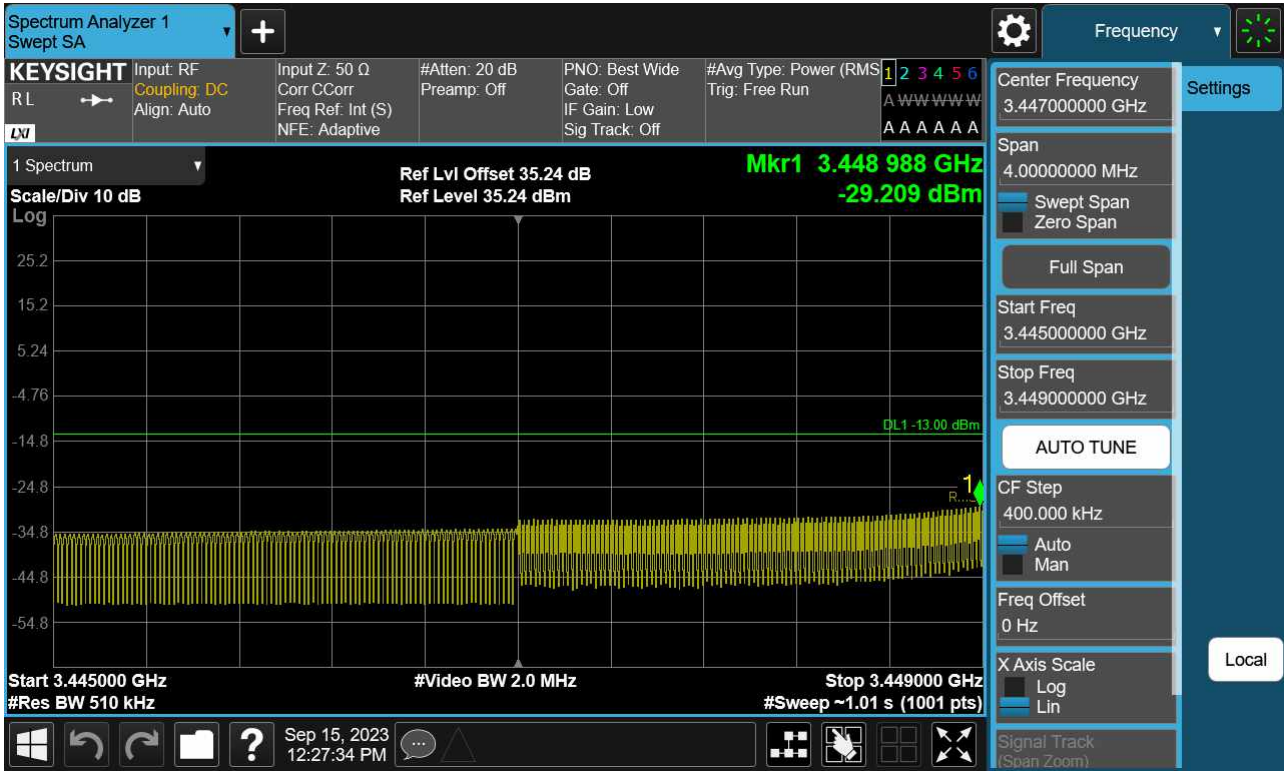 Spectrum Analyzer 1
Swept SA
Frequency
KEYSIGHT
R L
LXI
Input: RF
Coupling: DC
Align: Auto
Input Z: 50 Ω
Corr CCorr
Freq Ref: Int (S)
NFE: Adaptive
#Atten: 20 dB
Preamp: Off
PNO: Best Wide
Gate: Off
IF Gain: Low
Sig Track: Off
#Avg Type: Power (RMS
Trig: Free Run
1 2 3 4 5 6
A W W W W W
A A A A A A
1 Spectrum
Scale/Div 10 dB
Log
Ref Lvl Offset 35.24 dB
Ref Level 35.24 dBm
Mkr1 3.448 988 GHz
-29.209 dBm
25.2
15.2
5.24
-4.76
-14.8
-24.8
-34.8
-44.8
-54.8
DL1 -13.00 dBm
1
R...S
Start 3.445000 GHz
#Res BW 510 kHz
#Video BW 2.0 MHz
Stop 3.449000 GHz
#Sweep ~1.01 s (1001 pts)
Center Frequency
3.447000000 GHz
Span
4.00000000 MHz
Swept Span
Zero Span
Full Span
Start Freq
3.445000000 GHz
Stop Freq
3.449000000 GHz
AUTO TUNE
CF Step
400.000 kHz
Auto
Man
Freq Offset
0 Hz
X Axis Scale
Log
Lin
Signal Track
(Span Zoom)
Settings
Local
?
Sep 15, 2023
12:27:34 PM